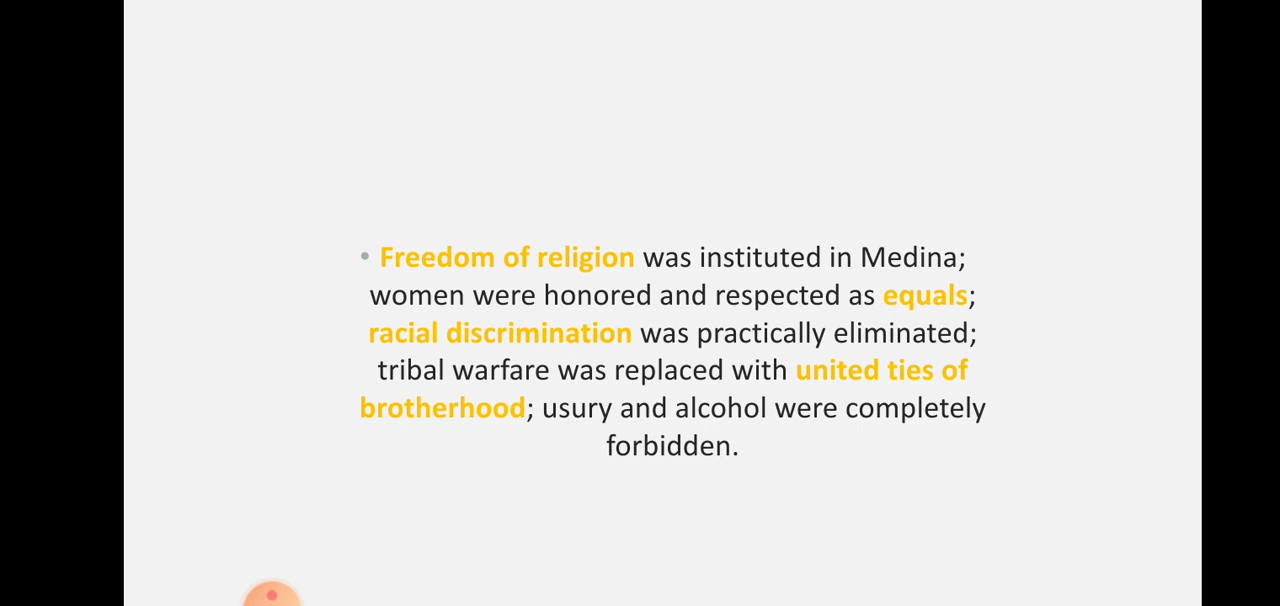 • Freedom of religion was instituted in Medina;
women were honored and respected as equals;
racial discrimination was practically eliminated;
tribal warfare was replaced with united ties of
brotherhood; usury and alcohol were completely
forbidden.